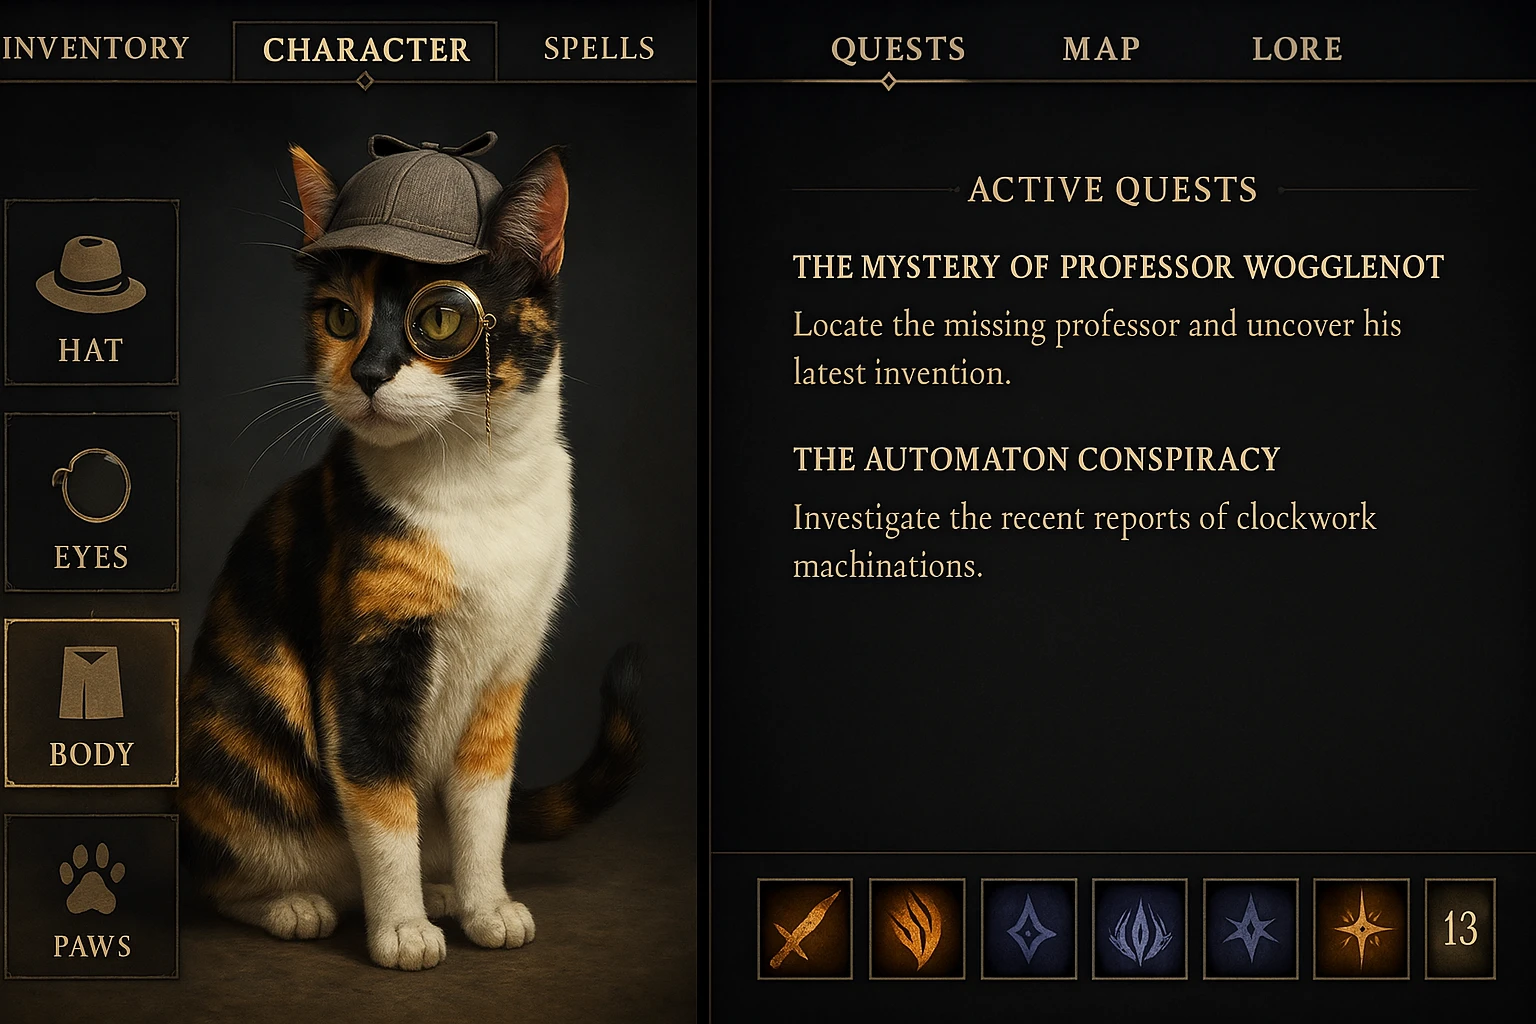 INVENTORY
CHARACTER
SPELLS
HAT
EYES
BODY
PAWS
QUESTS
MAP
LORE
ACTIVE QUESTS
THE MYSTERY OF PROFESSOR WOGGLENOT
Locate the missing professor and uncover his
latest invention.
THE AUTOMATON CONSPIRACY
Investigate the recent reports of clockwork
machinations.
13